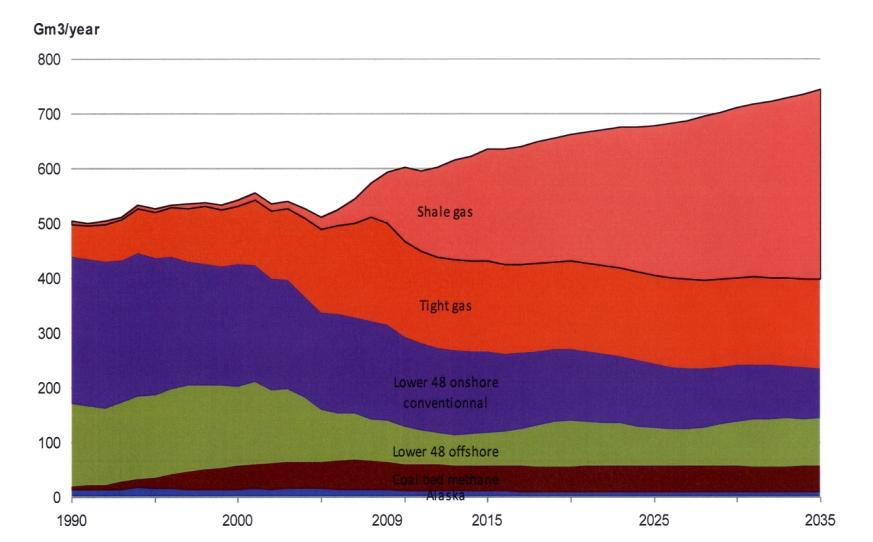 Gm3/year
800
700
600
500
400
300
200
100
0
Shale gas
Tight gas
Lower 48 onshore
conventionnal
Lower 48 offshore
Coal bed methane
Alaska
1990
2000
2009
2015
2025
2035